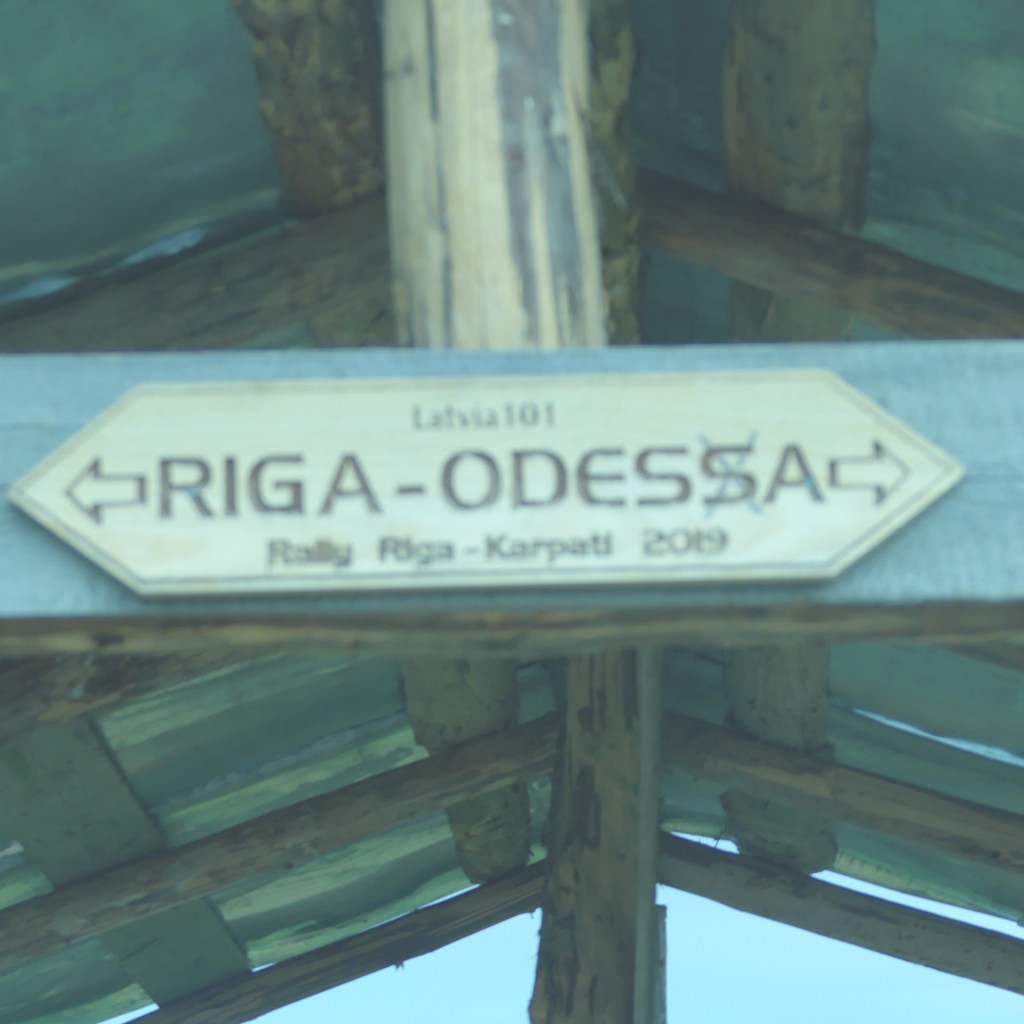 Latvia101
RIGA-ODESSA
Rally Riga-Karpati 2019